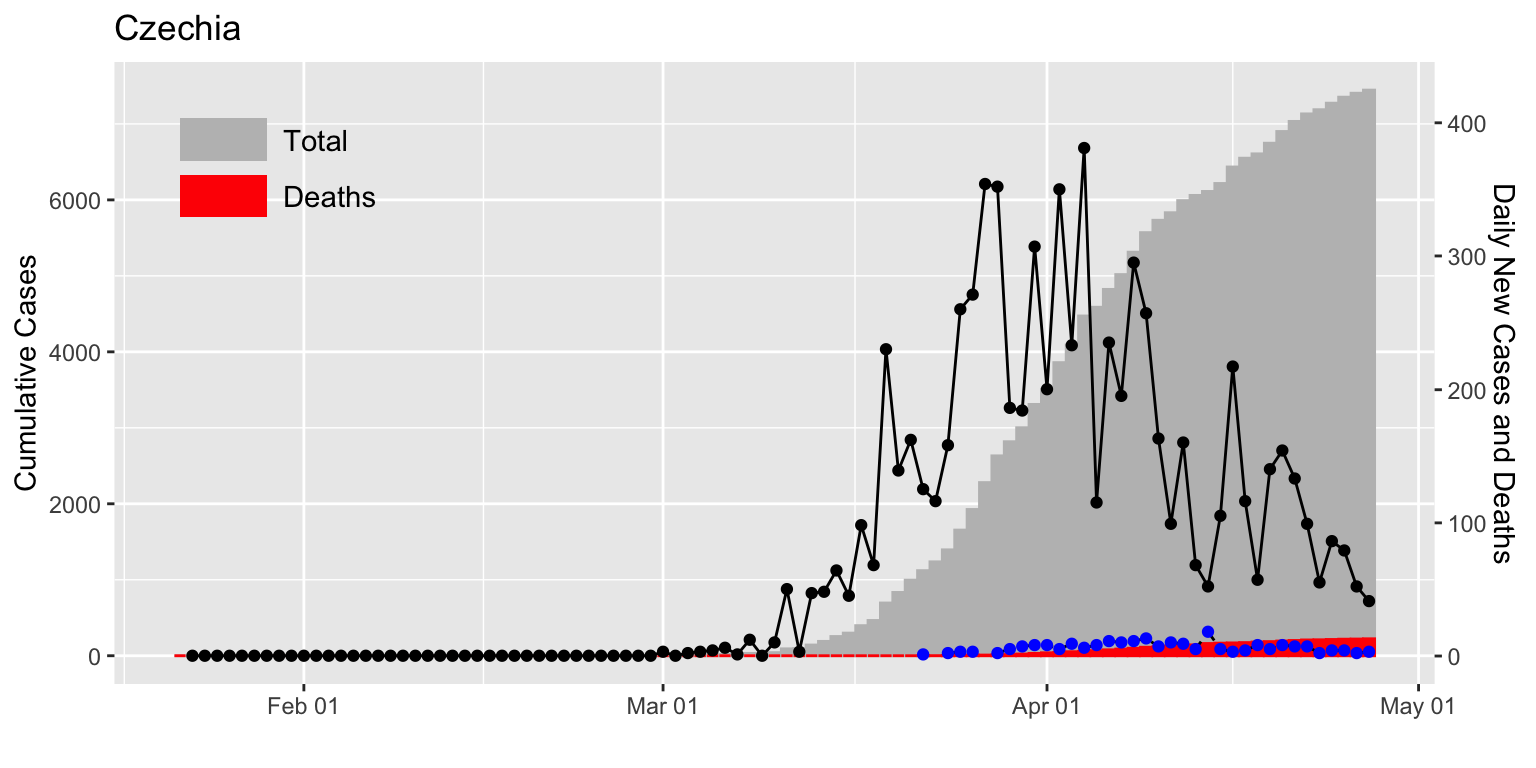 Czechia
Total
Deaths
Cumulative Cases
6000
4000
2000
0
400
300
200
100
0
Daily New Cases and Deaths
Feb 01
Mar 01
Apr 01
May 01